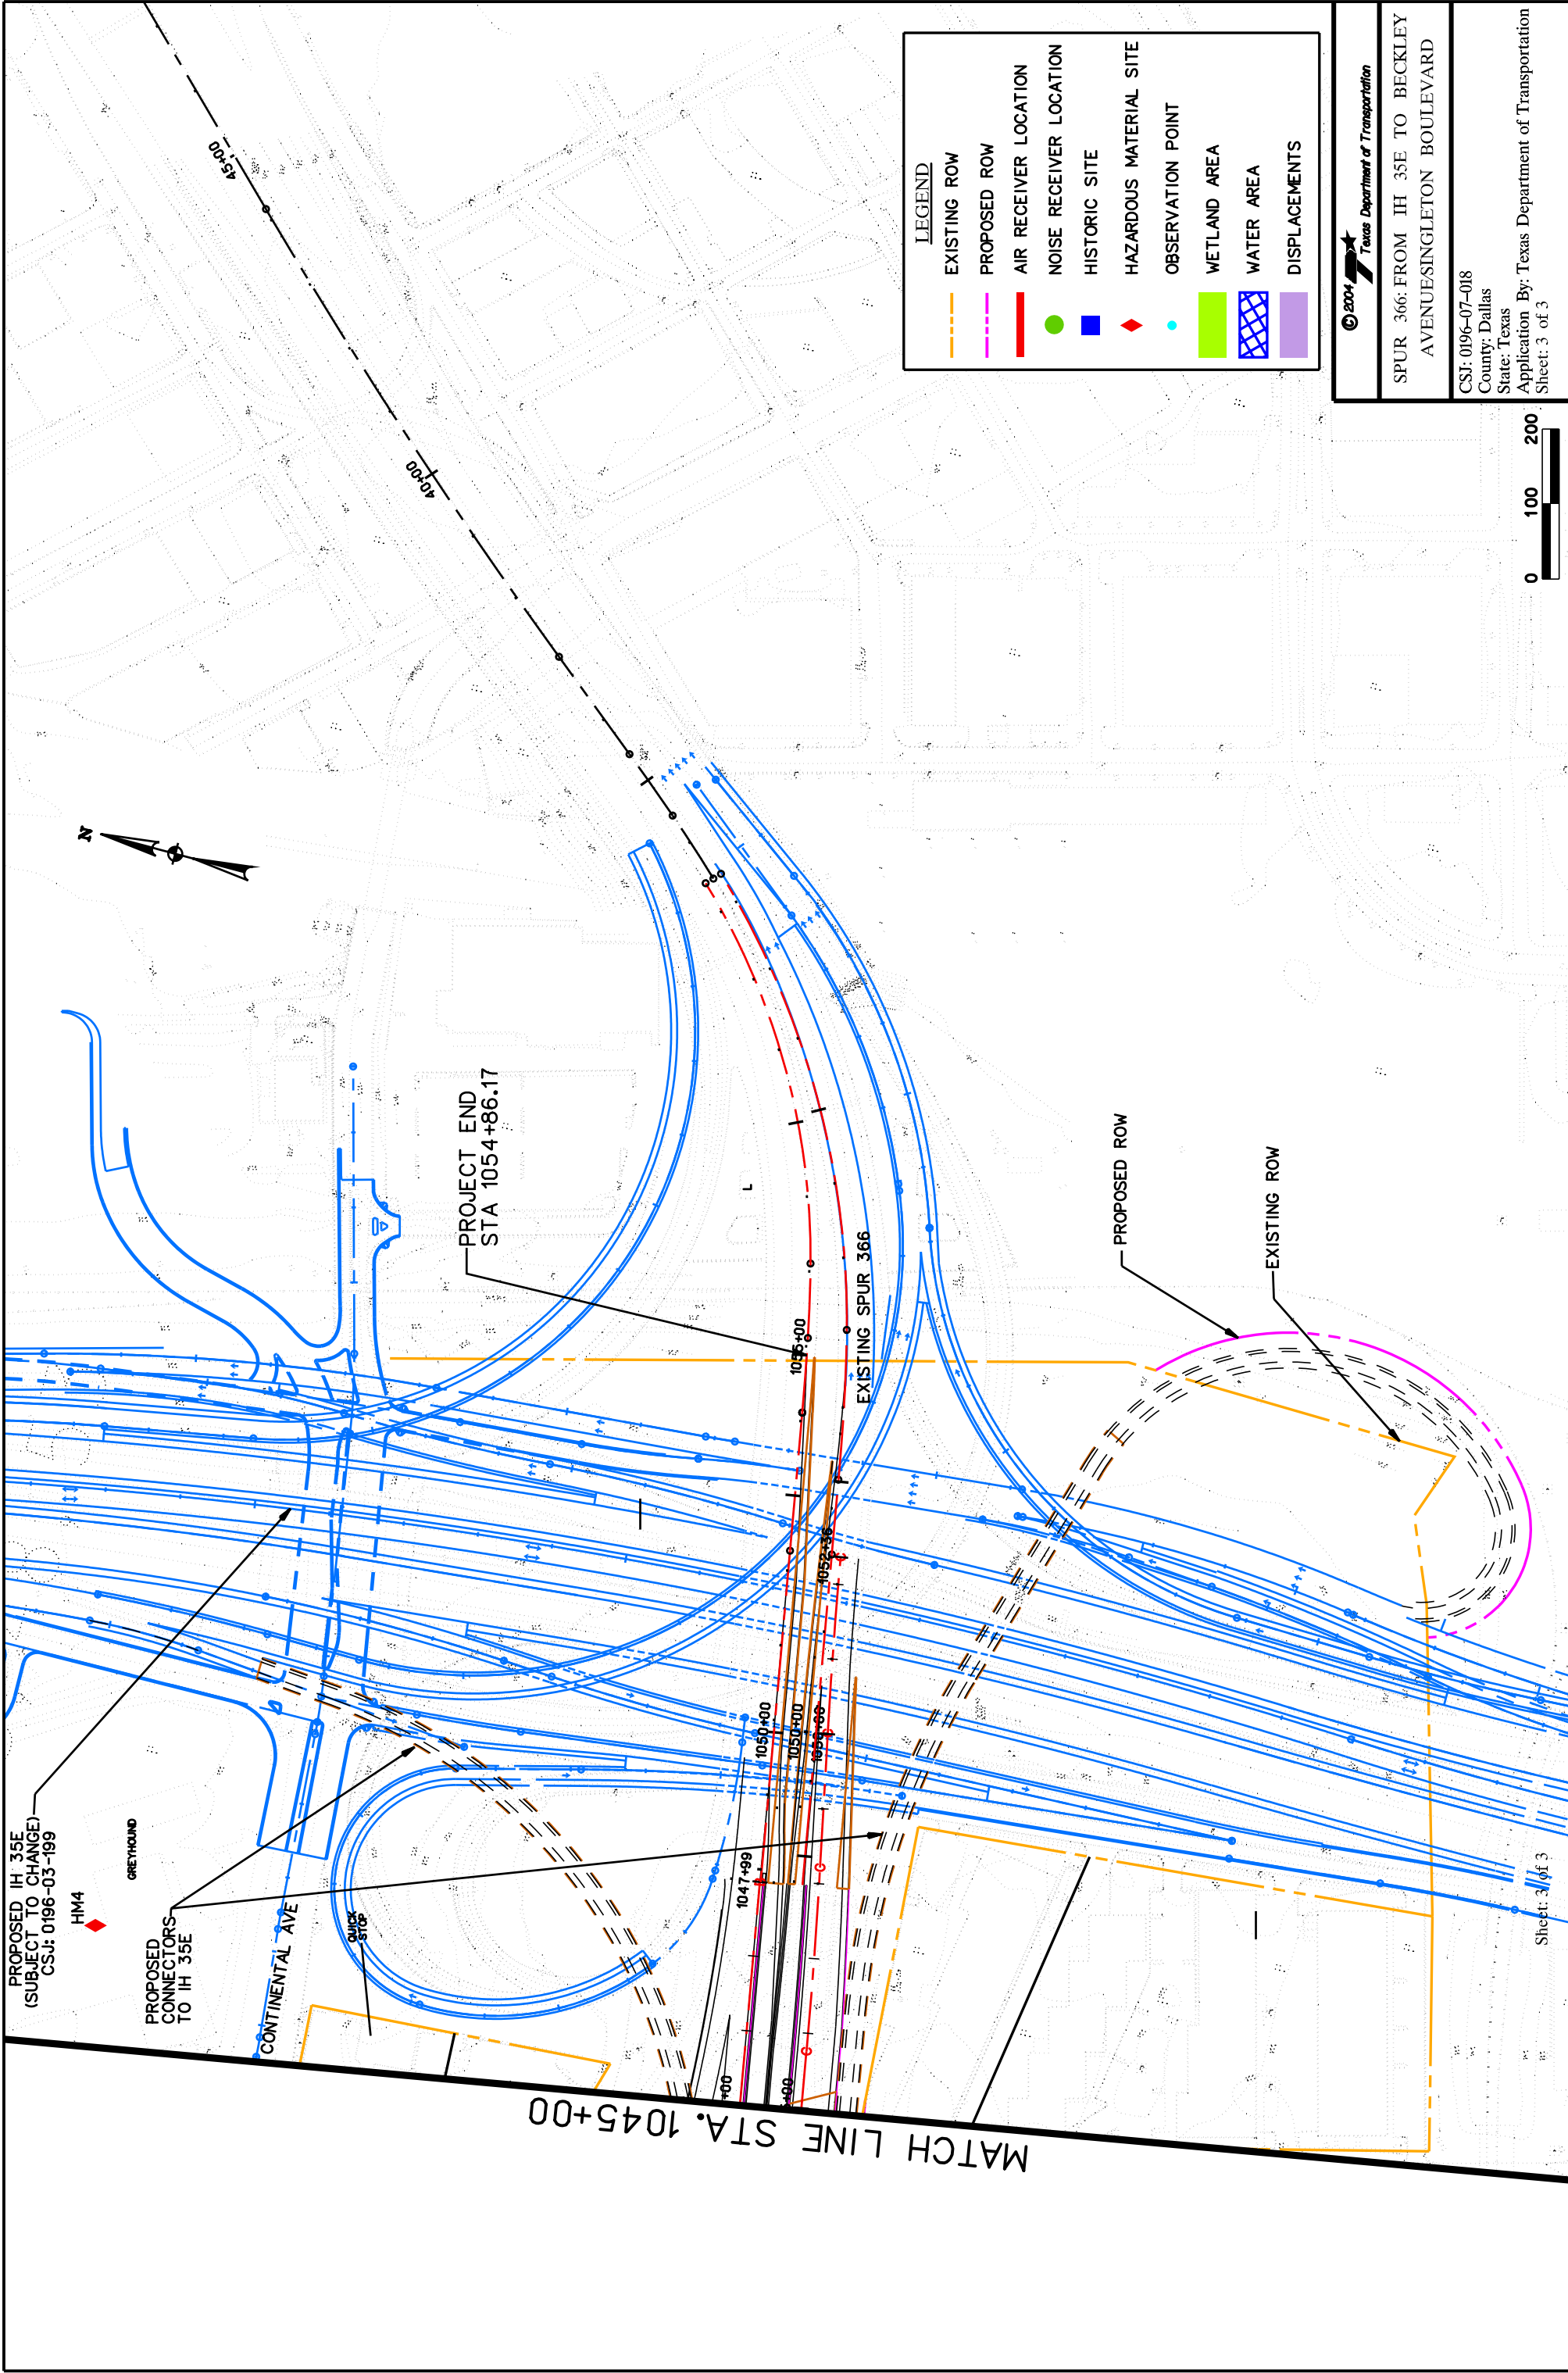 PROPOSED IH 35E
(SUBJECT TO CHANGE)
CSJ: 0196-03-199
HM4
GREYHOUND
PROPOSED
CONNECTORS
TO IH 35E
CONTINENTAL AVE
QUICK
STOP
MATCH LINE STA. 1045+00
+00
+00
1047+99
1050+00
1050+00
1050+00
1052+36
1055+00
EXISTING SPUR 366
PROJECT END
STA 1054+86.17
L
N
40+00
45+00
PROPOSED ROW
EXISTING ROW
LEGEND
EXISTING ROW
PROPOSED ROW
AIR RECEIVER LOCATION
NOISE RECEIVER LOCATION
HISTORIC SITE
HAZARDOUS MATERIAL SITE
OBSERVATION POINT
WETLAND AREA
WATER AREA
DISPLACEMENTS
© 2004
Texas Department of Transportation
SPUR 366: FROM IH 35E TO BECKLEY
AVENUE/SINGLETON BOULEVARD
CSJ: 0196-07-018
County: Dallas
State: Texas
Application By: Texas Department of Transportation
Sheet: 3 of 3
0 100 200
Sheet: 3 of 3